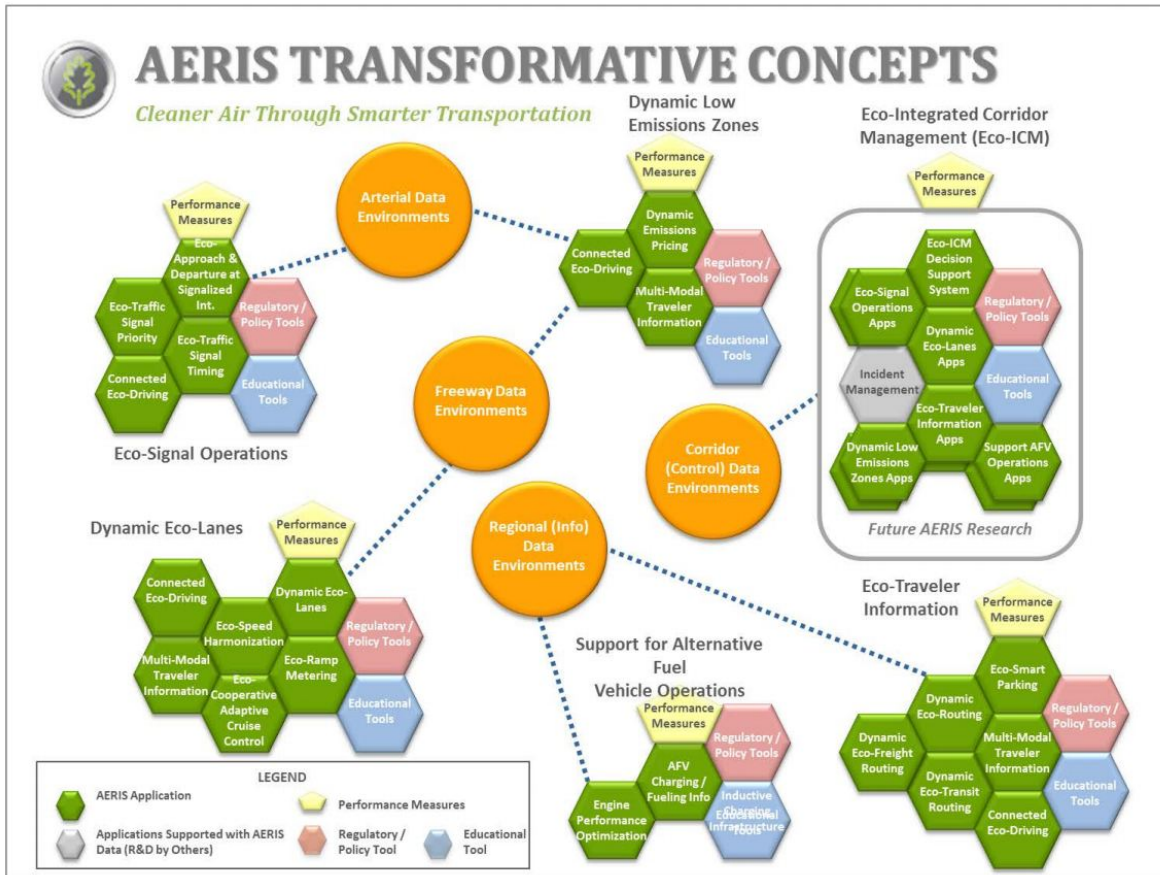 AERIS TRANSFORMATIVE CONCEPTS
Cleaner Air Through Smarter Transportation
Arterial Data
Environments
Freeway Data
Environments
Corridor
(Control) Data
Environments
Regional (Info)
Data
Environments
Performance
Measures
Eco-
Approach &
Departure at
Signalized
Int.
Eco-Traffic
Signal
Priority
Eco-Traffic
Signal
Timing
Connected
Eco-Driving
Regulatory /
Policy Tools
Educational
Tools
Eco-Signal Operations
Dynamic Low
Emissions Zones
Performance
Measures
Dynamic
Emissions
Pricing
Connected
Eco-Driving
Multi-Modal
Traveler
Information
Regulatory /
Policy Tools
Educational
Tools
Eco-Integrated Corridor
Management (Eco-ICM)
Performance
Measures
Eco-ICM
Decision
Support
System
Eco-Signal
Operations
Apps
Regulatory /
Policy Tools
Dynamic
Eco-Lanes
Apps
Incident
Management
Educational
Tools
Eco-Traveler
Information
Apps
Dynamic Low
Emissions
Zones Apps
Support AFV
Operations
Apps
Future AERIS Research
Dynamic Eco-Lanes
Performance
Measures
Connected
Eco-Driving
Dynamic Eco-
Lanes
Eco-Speed
Harmonization
Regulatory /
Policy Tools
Multi-Modal
Traveler
Information
Eco-Ramp
Metering
Eco-
Cooperative
Adaptive
Cruise
Control
Educational
Tools
Support for Alternative
Fuel
Vehicle Operations
Performance
Measures
Regulatory /
Policy Tools
AFV
Charging /
Fueling Info
Engine
Performance
Optimization
Inductive
Charging
Infrastructure
Educational
Tools
Eco-Traveler
Information
Performance
Measures
Eco-Smart
Parking
Dynamic
Eco-Routing
Regulatory /
Policy Tools
Dynamic
Eco-Freight
Routing
Multi-Modal
Traveler
Information
Dynamic
Eco-Transit
Routing
Educational
Tools
Connected
Eco-Driving
LEGEND
AERIS Application
Performance Measures
Applications Supported with AERIS
Data (R&D by Others)
Regulatory /
Policy Tool
Educational
Tool